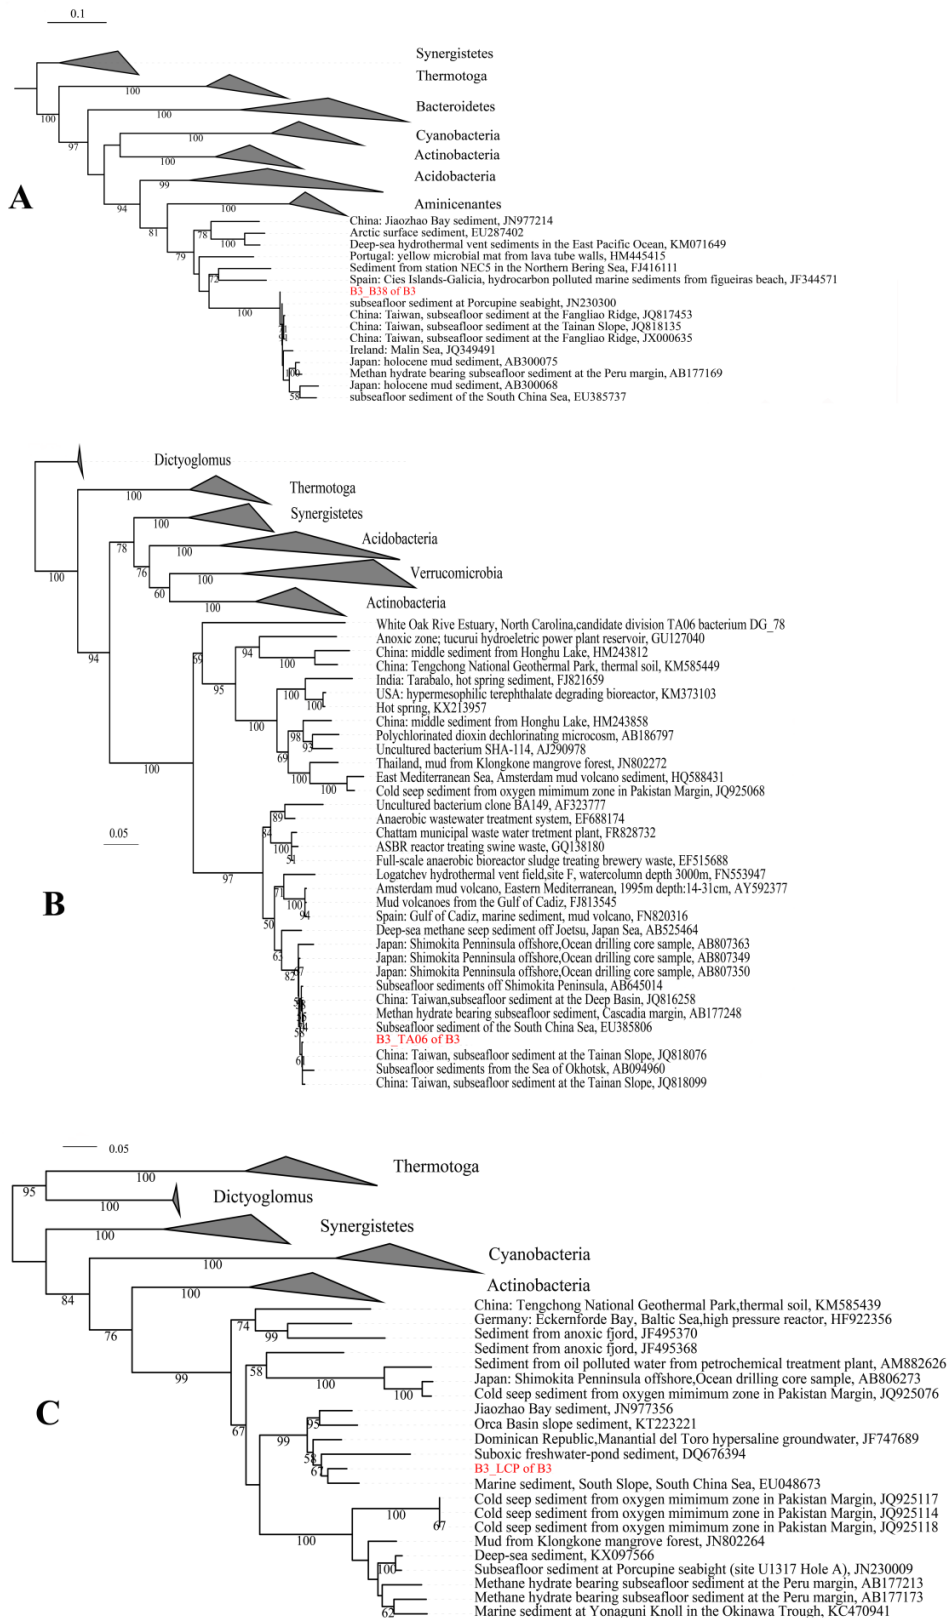 0.1
Synergistetes
Thermotoga
100
Bacteroidetes
100
100
Cyanobacteria
97
100
Actinobacteria
100
Acidobacteria
99
A
Aminicenantes
94
100
China: Jiaozhao Bay sediment, JN977214
81
Arctic surface sediment, EU287402
78
Deep-sea hydrothermal vent sediments in the East Pacific Ocean, KM071649
100
Portugal: yellow microbial mat from lava tube walls, HM445415
79
Sediment from station NEC5 in the Northern Bering Sea, FJ416111
Spain: Cies Islands-Galicia, hydrocarbon polluted marine sediments from figueiras beach, JF344571
72
B3_B38 of B3
subseafloor sediment at Porcupine seabight, JN230300
100
China: Taiwan, subseafloor sediment at the Fangliao Ridge, JQ817453
China: Taiwan, subseafloor sediment at the Tainan Slope, JQ818135
China: Taiwan, subseafloor sediment at the Fangliao Ridge, JX000635
Ireland: Malin Sea, JQ349491
Japan: holocene mud sediment, AB300075
Methan hydrate bearing subseafloor sediment at the Peru margin, AB177169
100
Japan: holocene mud sediment, AB300068
subseafloor sediment of the South China Sea, EU385737
58
Dictyoglomus
Thermotoga
100
Synergistetes
100
Acidobacteria
78
100
Verrucomicrobia
100
76
100
60
Actinobacteria
100
White Oak Rive Estuary, North Carolina,candidate division TA06 bacterium DG_78
Anoxic zone; tucurui hydroeletric power plant reservoir, GU127040
China: middle sediment from Honghu Lake, HM243812
94
94
China: Tengchong National Geothermal Park, thermal soil, KM585449
100
India: Tarabalo, hot spring sediment, FJ821659
95
USA: hypermesophilic terephthalate degrading bioreactor, KM373103
100
Hot spring, KX213957
100
China: middle sediment from Honghu Lake, HM243858
100
Polychlorinated dioxin dechlorinating microcosm, AB186797
98
Uncultured bacterium SHA-114, AJ290978
93
Thailand, mud from Klongkone mangrove forest, JN802272
69
100
East Mediterranean Sea, Amsterdam mud volcano sediment, HQ588431
100
Cold seep sediment from oxygen mimimum zone in Pakistan Margin, JQ925068
100
Uncultured bacterium clone BA149, AF323777
Anaerobic wastewater treatment system, EF688174
89
0.05
Chattam municipal waste water tretment plant, FR828732
84
ASBR reactor treating swine waste, GQ138180
100
Full-scale anaerobic bioreactor sludge treating brewery waste, EF515688
51
Logatchev hydrothermal vent field,site F, watercolumn depth 3000m, FN553947
97
Amsterdam mud volcano, Eastern Mediterranean, 1995m depth:14-31cm, AY592377
71
B
Mud volcanoes from the Gulf of Cadiz, FJ813545
100
Spain: Gulf of Cadiz, marine sediment, mud volcano, FN820316
94
50
Deep-sea methane seep sediment off Joetsu, Japan Sea, AB525464
Japan: Shimokita Penninsula offshore,Ocean drilling core sample, AB807363
63
Japan: Shimokita Penninsula offshore,Ocean drilling core sample, AB807349
Japan: Shimokita Penninsula offshore,Ocean drilling core sample, AB807350
82
67
Subseafloor sediments off Shimokita Peninsula, AB645014
China: Taiwan,subseafloor sediment at the Deep Basin, JQ816258
Methan hydrate bearing subseafloor sediment, Cascadia margin, AB177248
Subseafloor sediment of the South China Sea, EU385806
B3_TA06 of B3
China: Taiwan, subseafloor sediment at the Tainan Slope, JQ818076
61
Subseafloor sediments from the Sea of Okhotsk, AB094960
China: Taiwan, subseafloor sediment at the Tainan Slope, JQ818099
0.05
Thermotoga
100
95
Dictyoglomus
100
Synergistetes
100
Cyanobacteria
100
Actinobacteria
100
84
China: Tengchong National Geothermal Park,thermal soil, KM585439
Germany: Eckernforde Bay, Baltic Sea,high pressure reactor, HF922356
74
76
Sediment from anoxic fjord, JF495370
99
Sediment from anoxic fjord, JF495368
Sediment from oil polluted water from petrochemical treatment plant, AM882626
58
99
Japan: Shimokita Penninsula offshore,Ocean drilling core sample, AB806273
100
Cold seep sediment from oxygen mimimum zone in Pakistan Margin, JQ925076
100
C
Jiaozhao Bay sediment, JN977356
Orca Basin slope sediment, KT223221
95
67
Dominican Republic,Manantial del Toro hypersaline groundwater, JF747689
99
Suboxic freshwater-pond sediment, DQ676394
58
B3_LCP of B3
67
Marine sediment, South Slope, South China Sea, EU048673
Cold seep sediment from oxygen mimimum zone in Pakistan Margin, JQ925117
Cold seep sediment from oxygen mimimum zone in Pakistan Margin, JQ925114
100
Cold seep sediment from oxygen mimimum zone in Pakistan Margin, JQ925118
67
100
Mud from Klongkone mangrove forest, JN802264
Deep-sea sediment, KX097566
Subseafloor sediment at Porcupine seabight (site U1317 Hole A), JN230009
100
Methane hydrate bearing subseafloor sediment at the Peru margin, AB177213
Methane hydrate bearing subseafloor sediment at the Peru margin, AB177173
Marine sediment at Yonaguni Knoll in the Okinawa Trough, KC470941
62